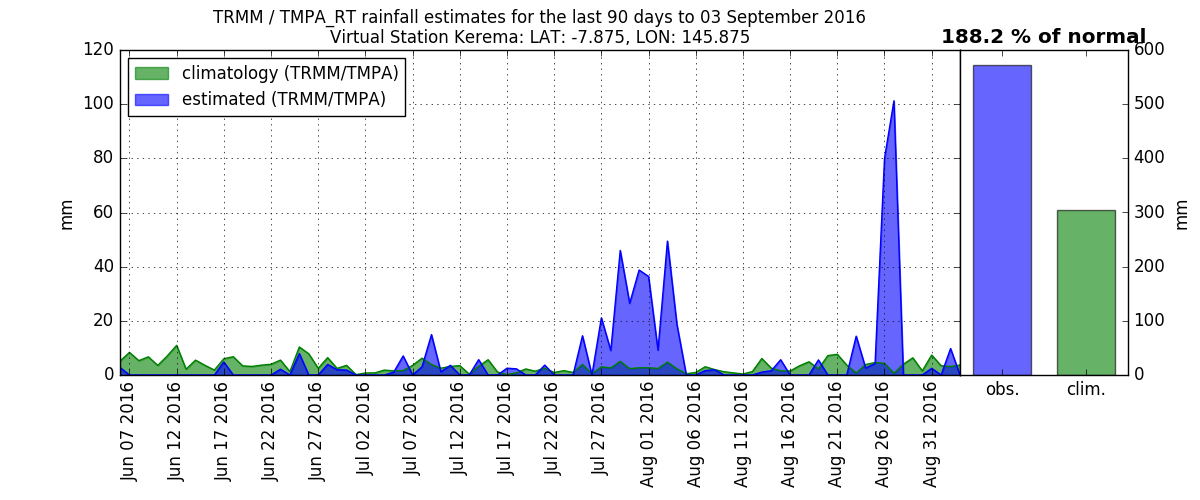 TRMM / TMPA_RT rainfall estimates for the last 90 days to 03 September 2016
Virtual Station Kerema: LAT: -7.875, LON: 145.875
188.2 % of normal
climatology (TRMM/TMPA)
estimated (TRMM/TMPA)
120
100
80
60
40
20
0
mm
600
500
400
300
200
100
0
mm
Jun 07 2016
Jun 12 2016
Jun 17 2016
Jun 22 2016
Jun 27 2016
Jul 02 2016
Jul 07 2016
Jul 12 2016
Jul 17 2016
Jul 22 2016
Jul 27 2016
Aug 01 2016
Aug 06 2016
Aug 11 2016
Aug 16 2016
Aug 21 2016
Aug 26 2016
Aug 31 2016
obs.
clim.